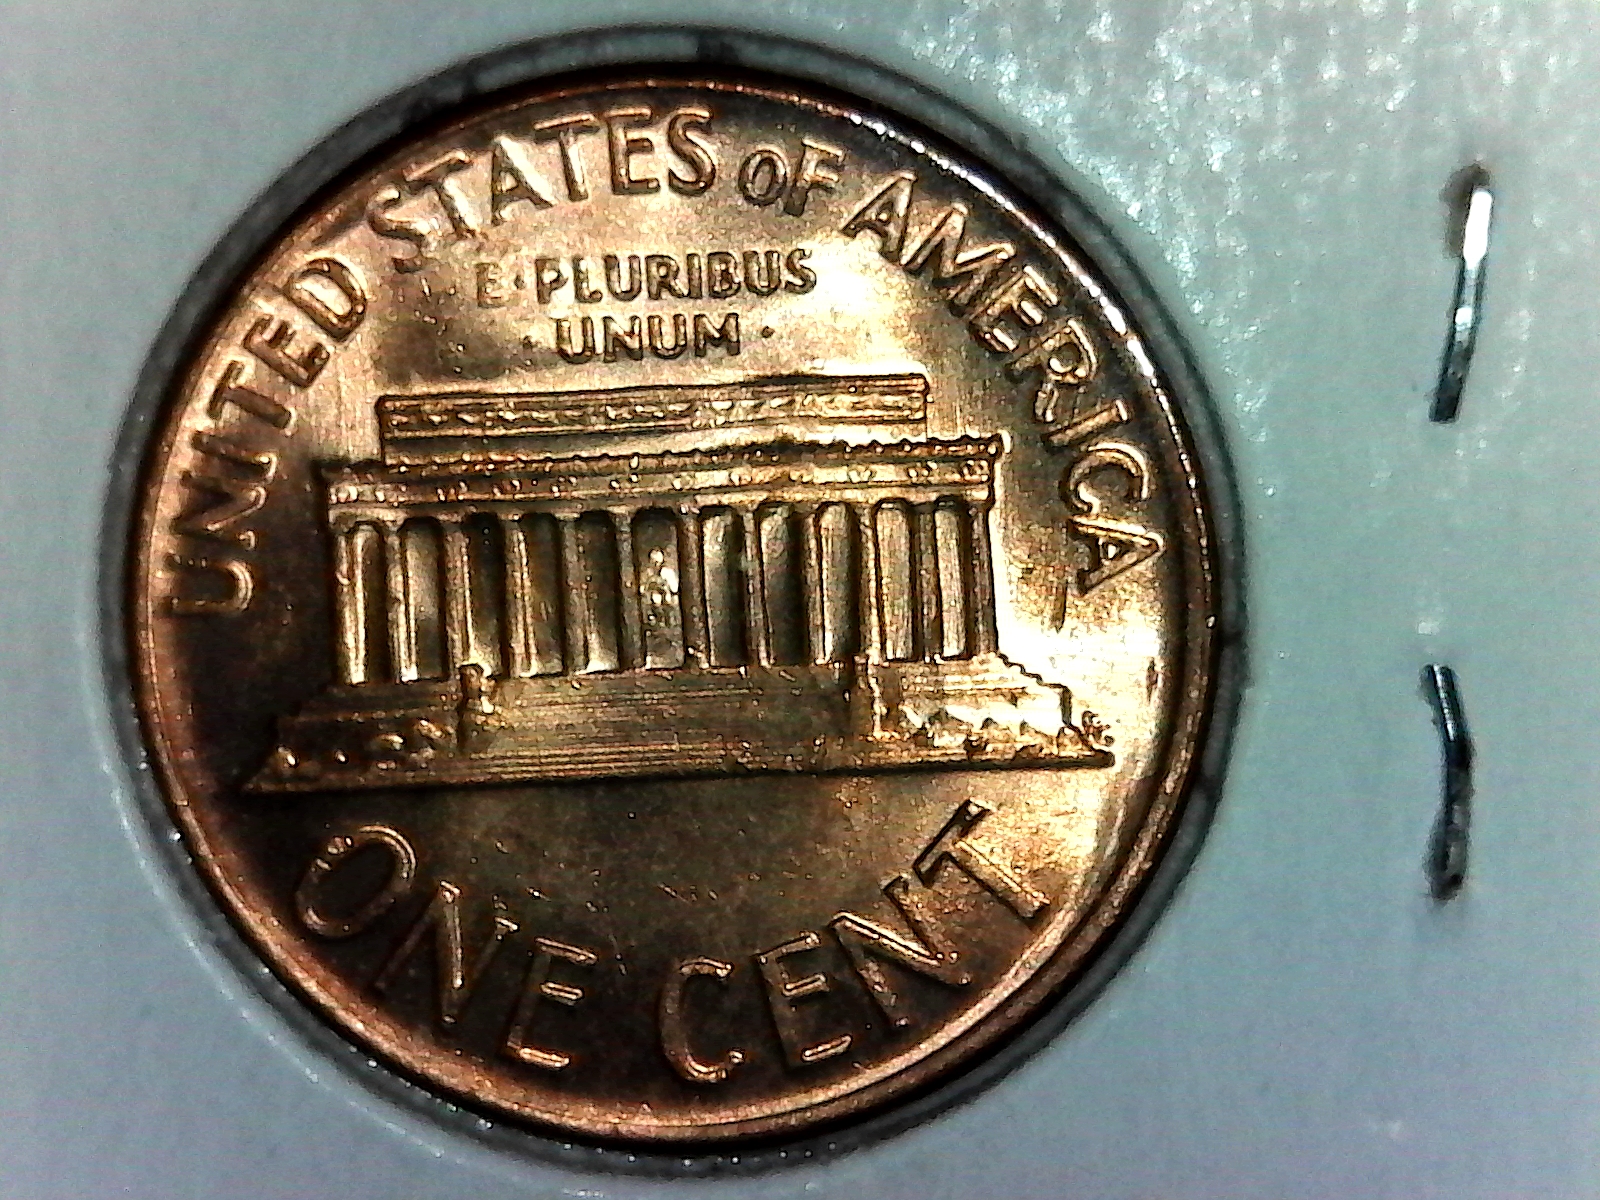 UNITED STATES OF AMERICA
E·PLURIBUS
UNUM·
ONE CENT